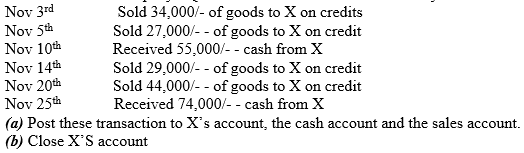 Nov 3rd Sold 34,000/- of goods to X on credits
Nov 5th Sold 27,000/- - of goods to X on credit
Nov 10th Received 55,000/- - cash from X
Nov 14th Sold 29,000/- - of goods to X on credit
Nov 20th Sold 44,000/- - of goods to X on credit
Nov 25th Received 74,000/- - cash from X
(a) Post these transaction to X's account, the cash account and the sales account.
(b) Close X'S account